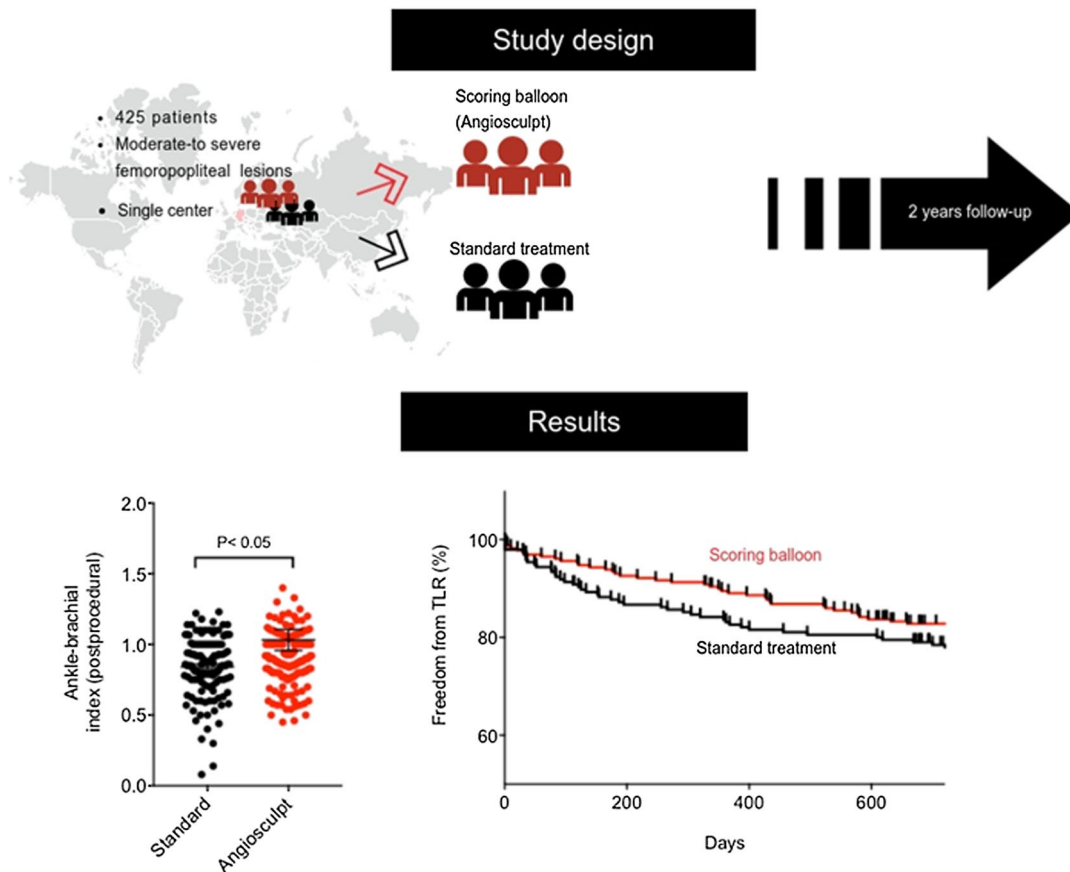 Study design
• 425 patients
• Moderate-to severe
femoropopliteal lesions
• Single center
Scoring balloon
(Angiosculpt)
Standard treatment
2 years follow-up
Results
Ankle-brachial
index (postprocedural)
2.0
1.5
1.0
0.5
0.0
P< 0.05
Standard
Angiosculpt
Freedom from TLR (%)
100
80
60
Scoring balloon
Standard treatment
0
200
400
600
Days